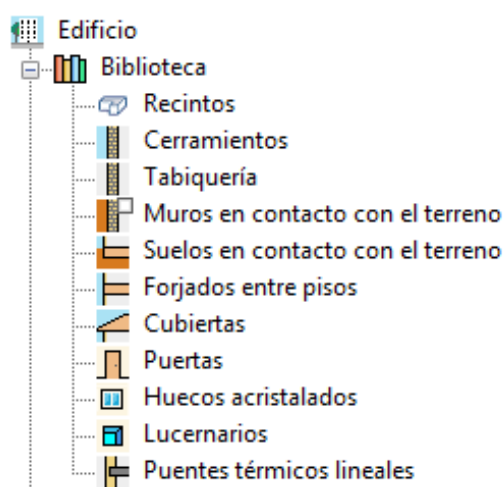 Edificio
Biblioteca
Recintos
Cerramientos
Tabiquería
Muros en contacto con el terreno
Suelos en contacto con el terreno
Forjados entre pisos
Cubiertas
Puertas
Huecos acristalados
Lucernarios
Puentes térmicos lineales